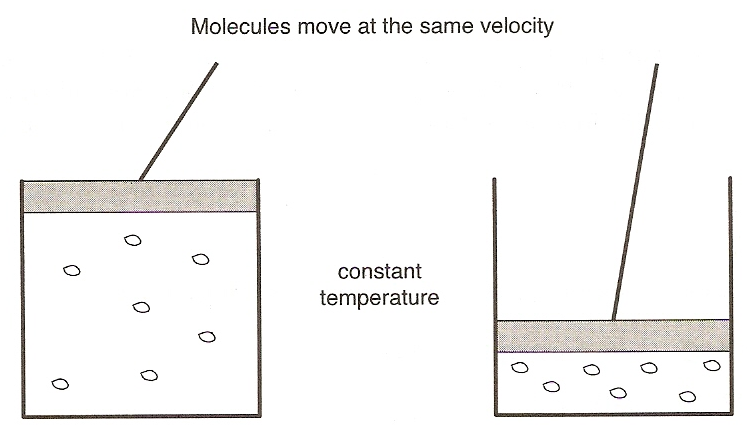 Molecules move at the same velocity
constant
temperature